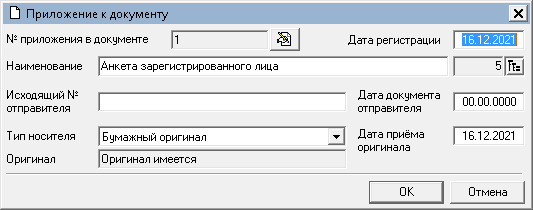 Приложение к документу
№ приложения в документе 1 Дата регистрации 16.12.2021
Наименование Анкета зарегистрированного лица 5
Исходящий №
отправителя
Дата документа
отправителя 00.00.0000
Тип носителя Бумажный оригинал
Дата приёма
оригинала 16.12.2021
Оригинал Оригинал имеется
OK Отмена